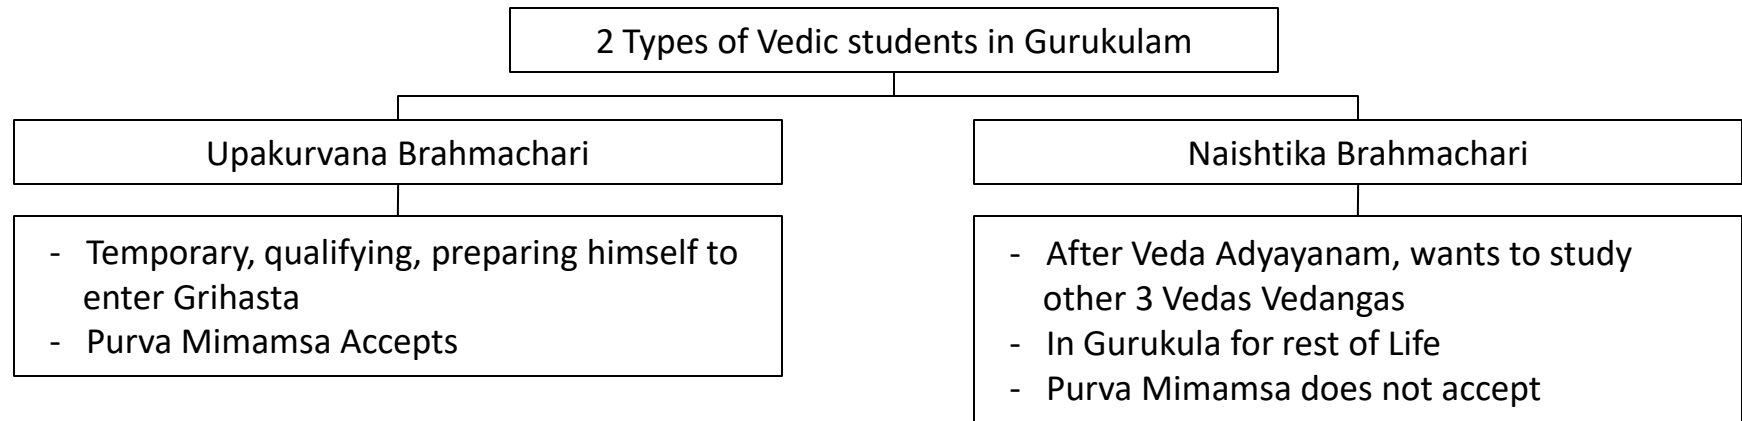 2 Types of Vedic students in Gurukulam
Upakurvana Brahmachari
- Temporary, qualifying, preparing himself to
enter Grihasta
- Purva Mimamsa Accepts
Naishtika Brahmachari
- After Veda Adyayanam, wants to study
other 3 Vedas Vedangas
- In Gurukula for rest of Life
- Purva Mimamsa does not accept